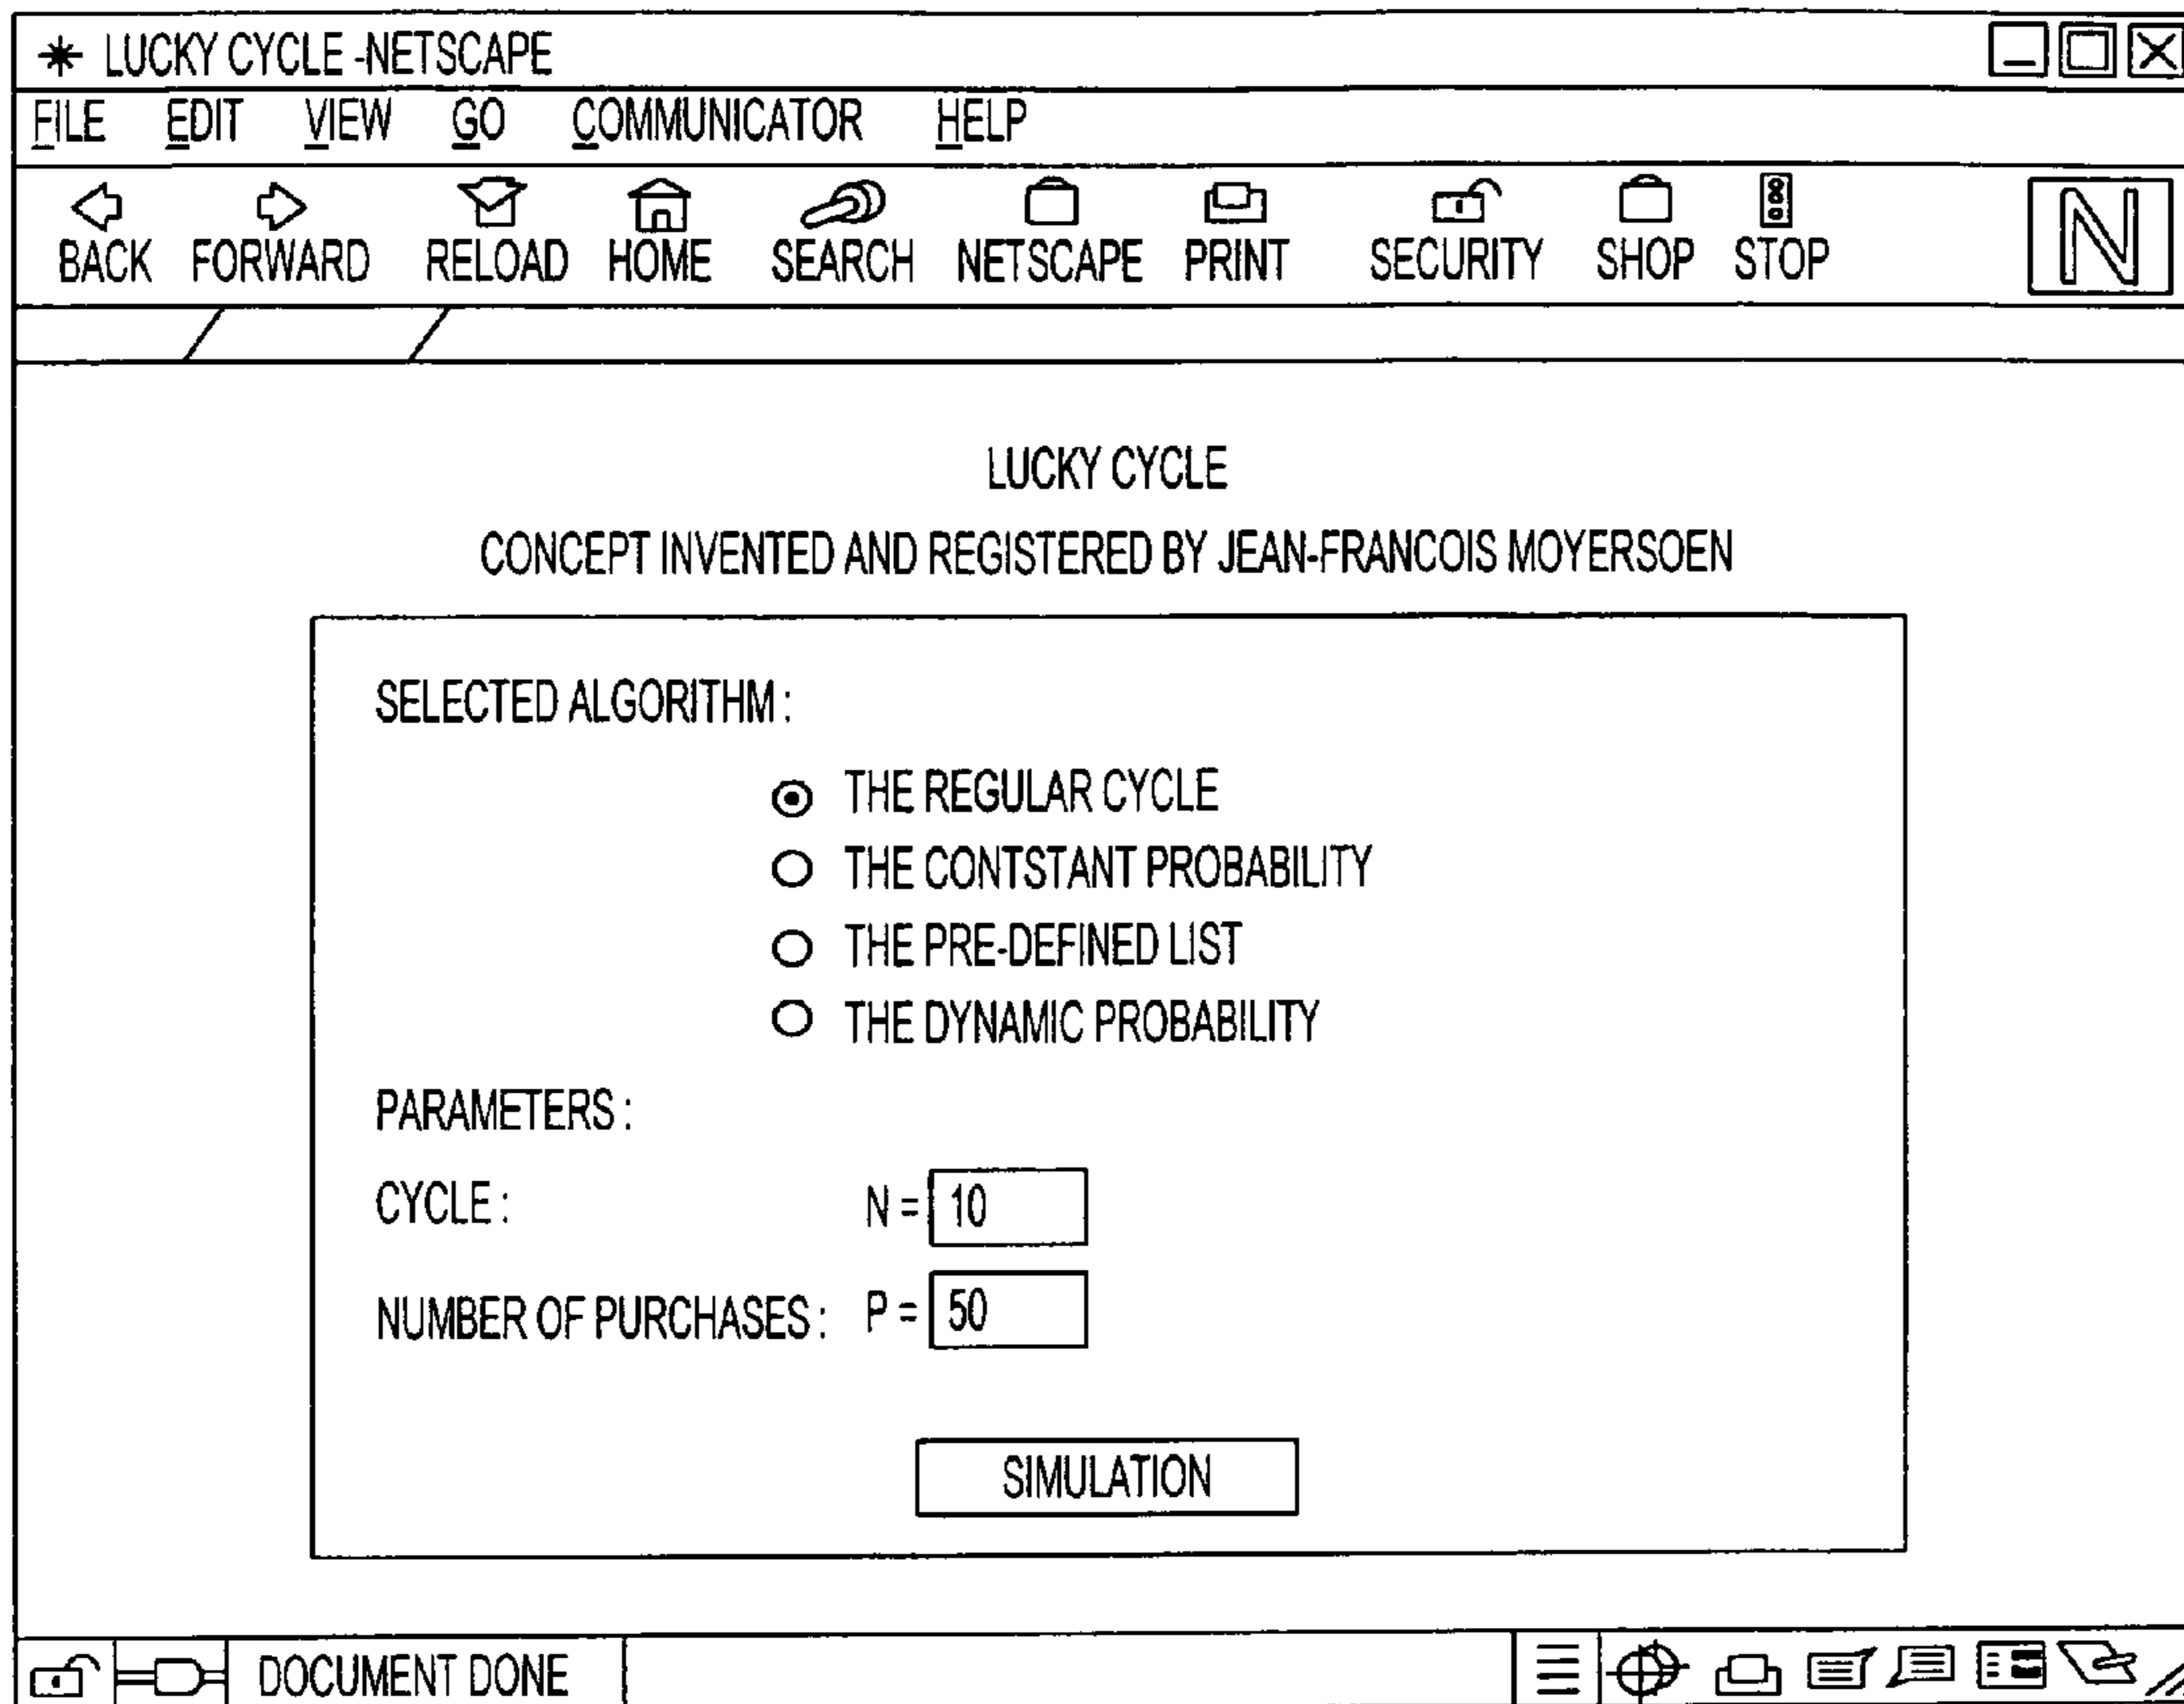 * LUCKY CYCLE -NETSCAPE
FILE EDIT VIEW GO COMMUNICATOR HELP
BACK FORWARD RELOAD HOME SEARCH NETSCAPE PRINT SECURITY SHOP STOP N
LUCKY CYCLE
CONCEPT INVENTED AND REGISTERED BY JEAN-FRANCOIS MOYERSOEN
SELECTED ALGORITHM :
THE REGULAR CYCLE
THE CONTSTANT PROBABILITY
THE PRE-DEFINED LIST
THE DYNAMIC PROBABILITY
PARAMETERS :
CYCLE : N = 10
NUMBER OF PURCHASES : P = 50
SIMULATION
DOCUMENT DONE